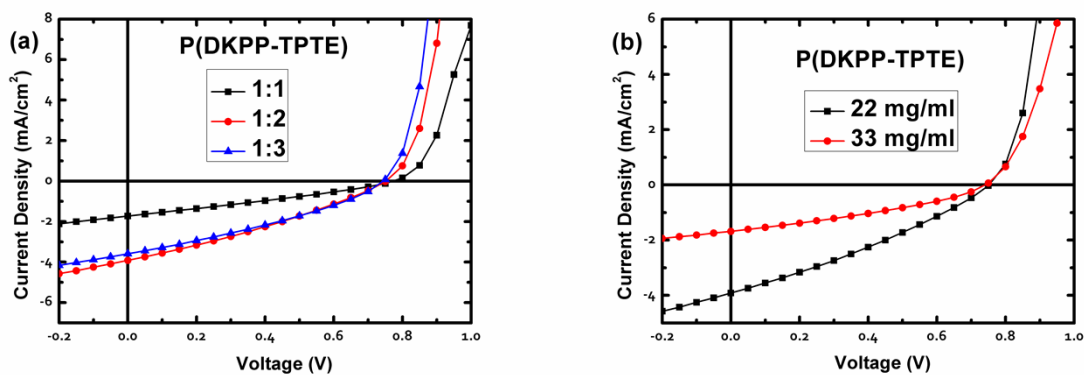 (a)
P(DKPP-TPTE)
1:1
1:2
1:3
Current Density (mA/cm²)
8
6
4
2
0
-2
-4
-6
-0.2 0.0 0.2 0.4 0.6 0.8 1.0
Voltage (V)
(b)
P(DKPP-TPTE)
22 mg/ml
33 mg/ml
Current Density (mA/cm²)
6
4
2
0
-2
-4
-0.2 0.0 0.2 0.4 0.6 0.8 1.0
Voltage (V)